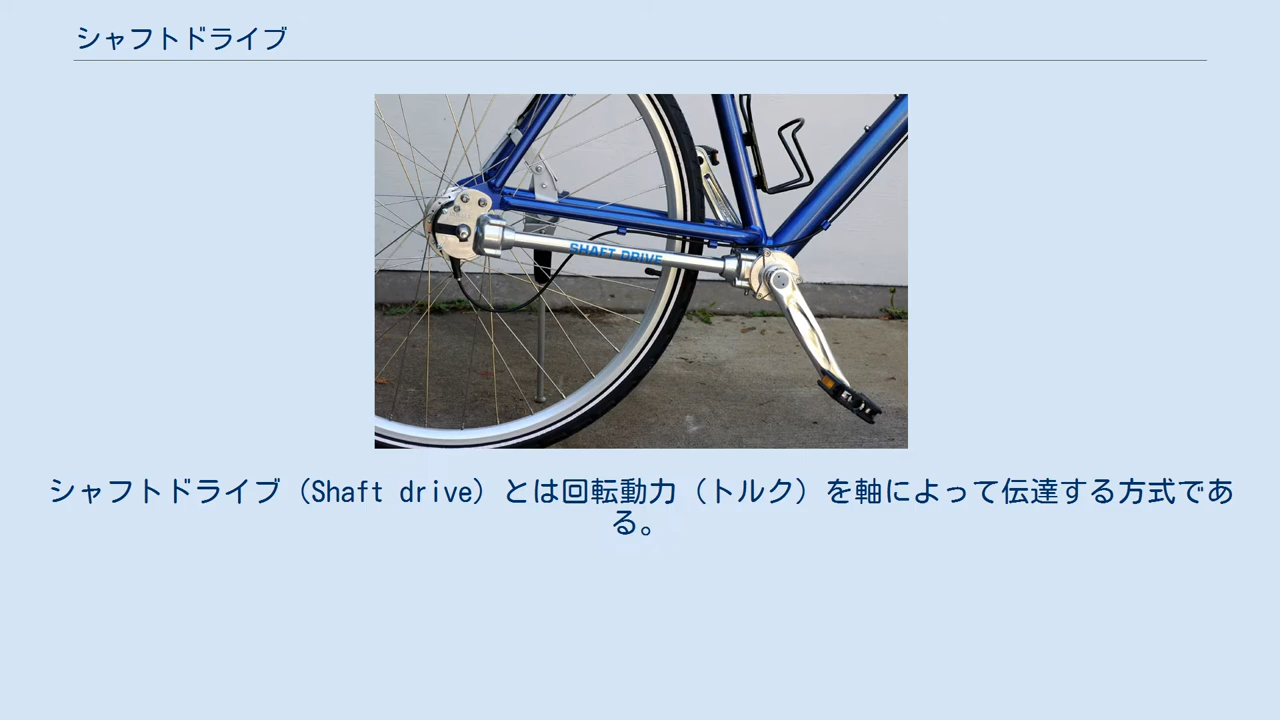 シャフトドライブ
SHAFT DRIVE
シャフトドライブ（Shaft drive）とは回転動力（トルク）を軸によって伝達する方式であ
る。